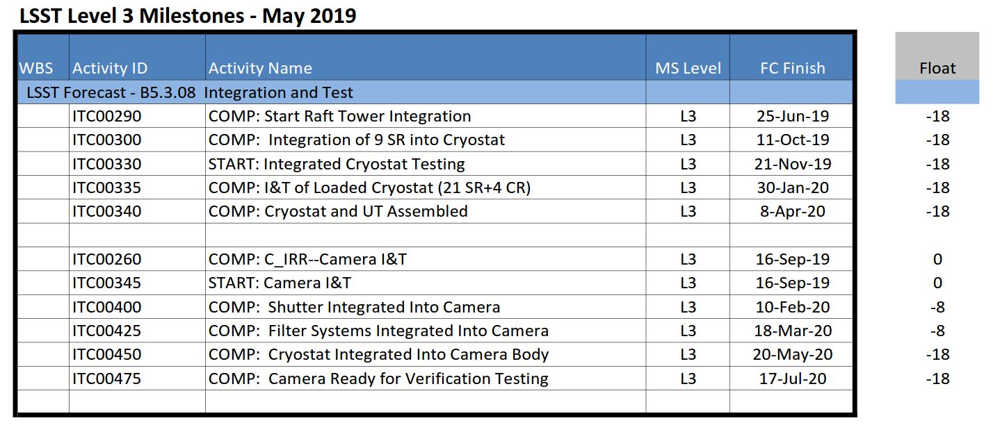 LSST Level 3 Milestones - May 2019
WBS Activity ID Activity Name MS Level FC Finish Float
LSST Forecast - B5.3.08 Integration and Test
ITC00290 COMP: Start Raft Tower Integration L3 25-Jun-19 -18
ITC00300 COMP: Integration of 9 SR into Cryostat L3 11-Oct-19 -18
ITC00330 START: Integrated Cryostat Testing L3 21-Nov-19 -18
ITC00335 COMP: I&T of Loaded Cryostat (21 SR+4 CR) L3 30-Jan-20 -18
ITC00340 COMP: Cryostat and UT Assembled L3 8-Apr-20 -18
ITC00260 COMP: C_IRR--Camera I&T L3 16-Sep-19 0
ITC00345 START: Camera I&T L3 16-Sep-19 0
ITC00400 COMP: Shutter Integrated Into Camera L3 10-Feb-20 -8
ITC00425 COMP: Filter Systems Integrated Into Camera L3 18-Mar-20 -8
ITC00450 COMP: Cryostat Integrated Into Camera Body L3 20-May-20 -18
ITC00475 COMP: Camera Ready for Verification Testing L3 17-Jul-20 -18